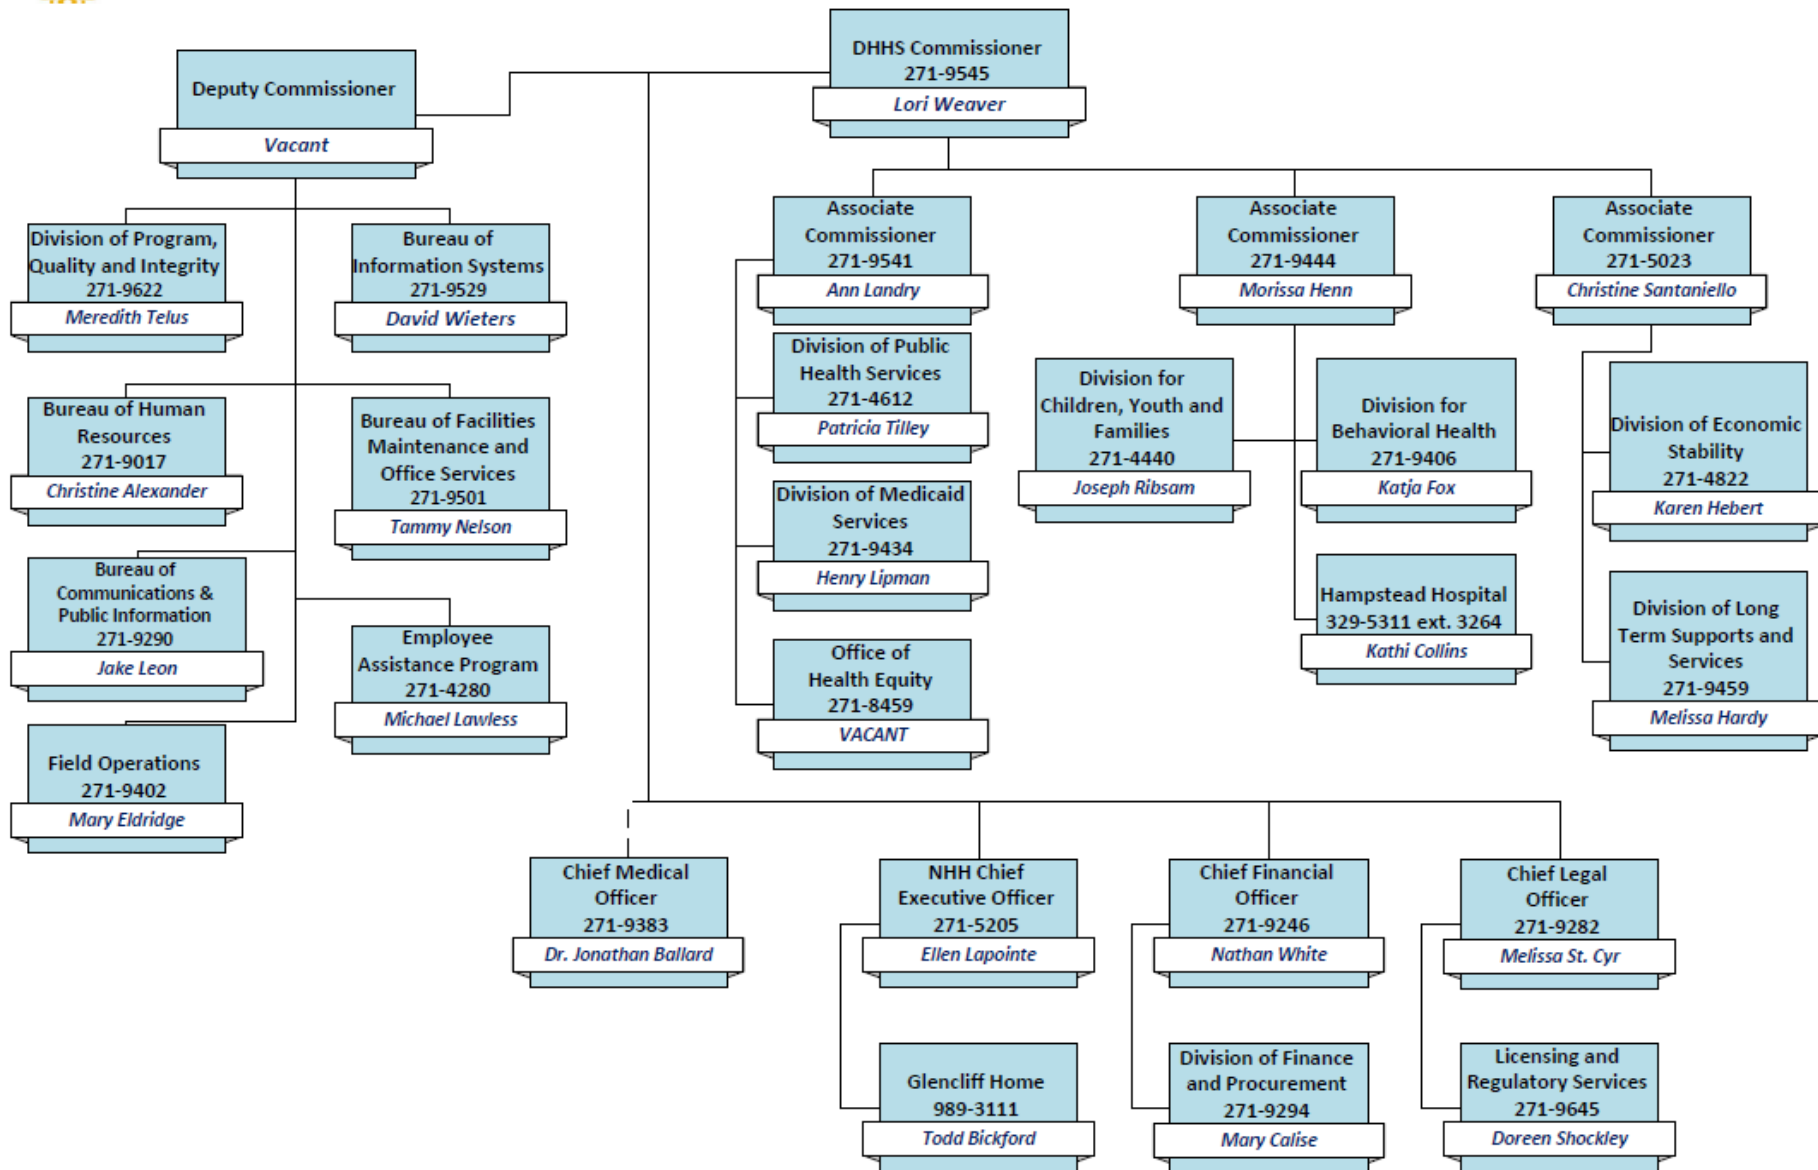 DHHS Commissioner
271-9545
Lori Weaver
Deputy Commissioner
Vacant
Division of Program,
Quality and Integrity
271-9622
Meredith Telus
Bureau of
Information Systems
271-9529
David Wieters
Bureau of Human
Resources
271-9017
Christine Alexander
Bureau of Facilities
Maintenance and
Office Services
271-9501
Tammy Nelson
Bureau of
Communications &
Public Information
271-9290
Jake Leon
Employee
Assistance Program
271-4280
Michael Lawless
Field Operations
271-9402
Mary Eldridge
Associate
Commissioner
271-9541
Ann Landry
Division of Public
Health Services
271-4612
Patricia Tilley
Division of Medicaid
Services
271-9434
Henry Lipman
Office of
Health Equity
271-8459
VACANT
Associate
Commissioner
271-9444
Morissa Henn
Division for
Children, Youth and
Families
271-4440
Joseph Ribsam
Division for
Behavioral Health
271-9406
Katja Fox
Hampstead Hospital
329-5311 ext. 3264
Kathi Collins
Associate
Commissioner
271-5023
Christine Santaniello
Division of Economic
Stability
271-4822
Karen Hebert
Division of Long
Term Supports and
Services
271-9459
Melissa Hardy
Chief Medical
Officer
271-9383
Dr. Jonathan Ballard
NHH Chief
Executive Officer
271-5205
Ellen Lapointe
Chief Financial
Officer
271-9246
Nathan White
Chief Legal
Officer
271-9282
Melissa St. Cyr
Glencliff Home
989-3111
Todd Bickford
Division of Finance
and Procurement
271-9294
Mary Calise
Licensing and
Regulatory Services
271-9645
Doreen Shockley